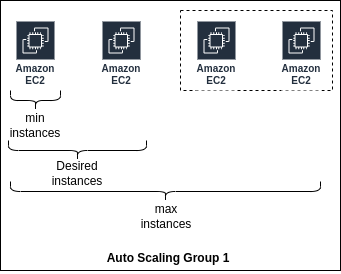 Amazon
EC2
Amazon
EC2
Amazon
EC2
Amazon
EC2
min
instances
Desired
instances
max
instances
Auto Scaling Group 1